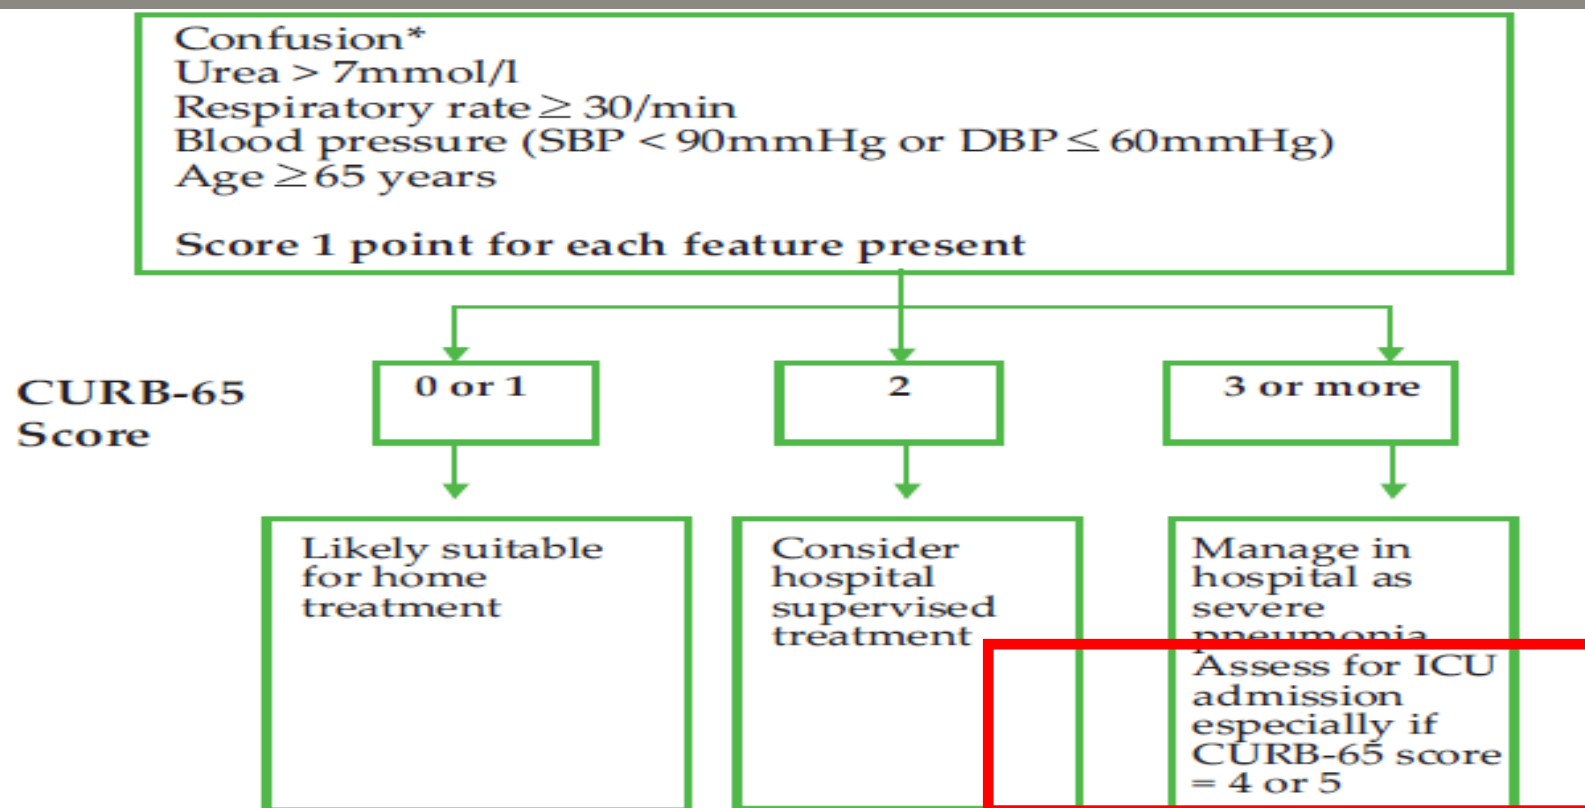 Confusion*
Urea > 7mmol/l
Respiratory rate ≥ 30/min
Blood pressure (SBP < 90mmHg or DBP ≤ 60mmHg)
Age ≥ 65 years
Score 1 point for each feature present
CURB-65
Score
0 or 1
2
3 or more
Likely suitable
for home
treatment
Consider
hospital
supervised
treatment
Manage in
hospital as
severe
pneumonia
Assess for ICU
admission
especially if
CURB-65 score
= 4 or 5